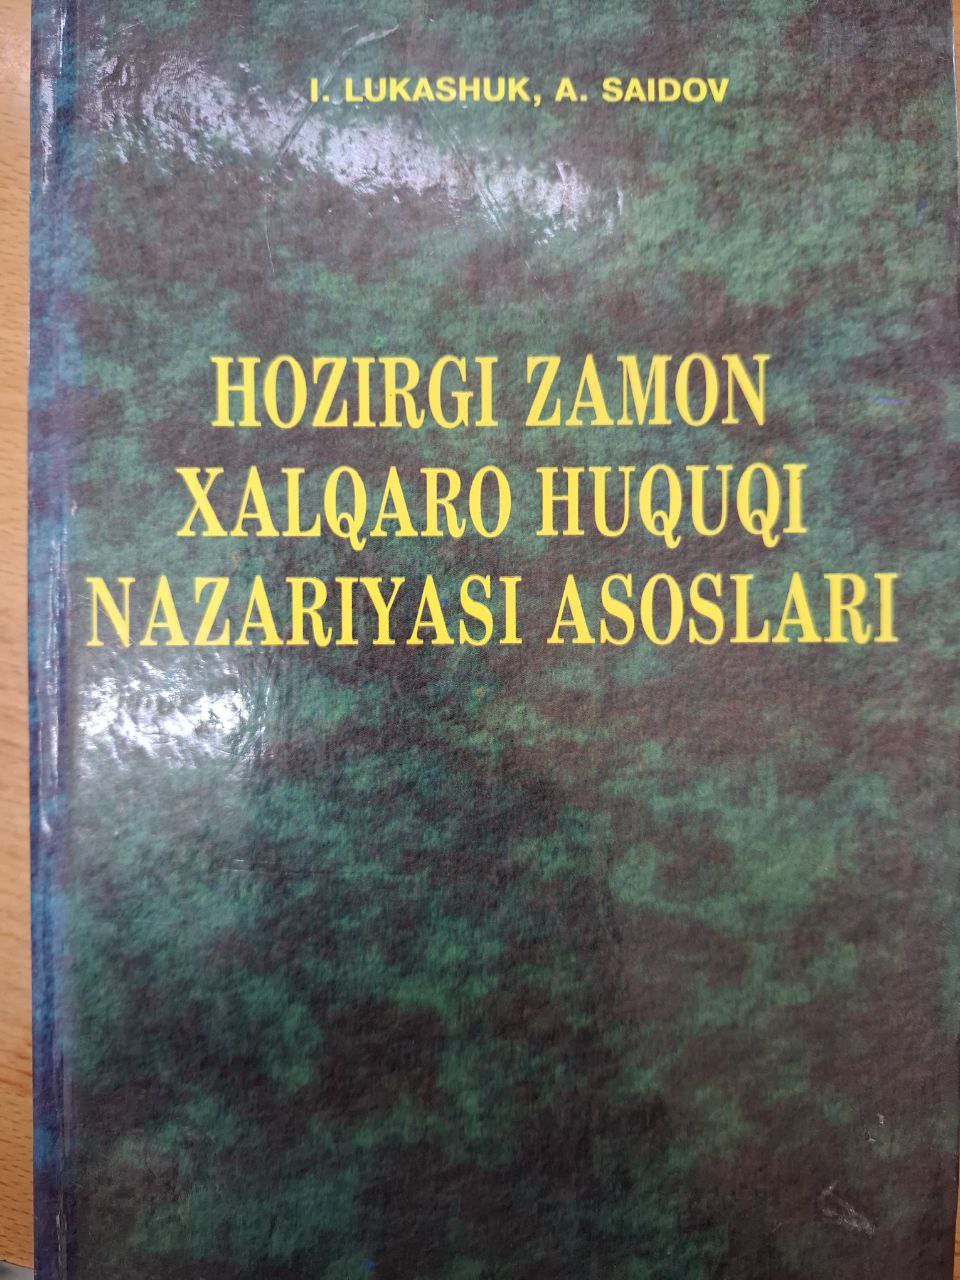 I. LUKASHUK, A. SAIDOV
HOZIRGI ZAMON
XALQARO HUQUQI
NAZARIYASI ASOSLARI